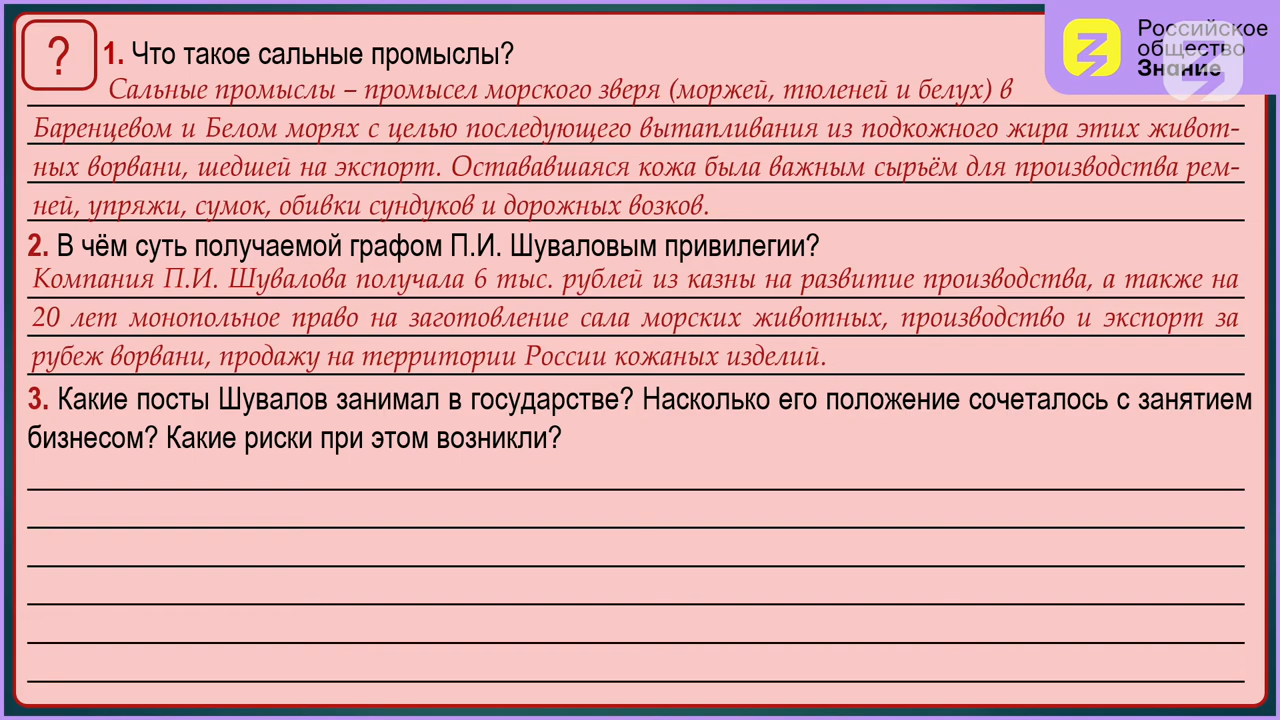 ?
1. Что такое сальные промыслы?
Российское
общество
Знание
Сальные промыслы – промысел морского зверя (моржей, тюленей и белух) в
Баренцевом и Белом морях с целью последующего вытапливания из подкожного жира этих живот-
ных ворвани, шедшей на экспорт. Остававшаяся кожа была важным сырьём для производства рем-
ней, упряжи, сумок, обивки сундуков и дорожных возков.
2. В чём суть получаемой графом П.И. Шуваловым привилегии?
Компания П.И. Шувалова получала 6 тыс. рублей из казны на развитие производства, а также на
20 лет монопольное право на заготовление сала морских животных, производство и экспорт за
рубеж ворвани, продажу на территории России кожаных изделий.
3. Какие посты Шувалов занимал в государстве? Насколько его положение сочеталось с занятием
бизнесом? Какие риски при этом возникли?